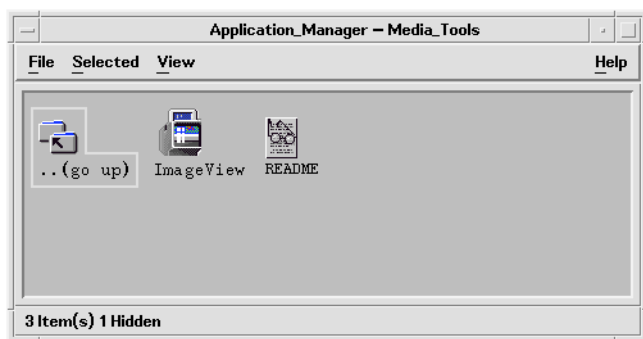 Application_Manager – Media_Tools
File Selected View Help
..(go up) ImageView README
3 Item(s) 1 Hidden